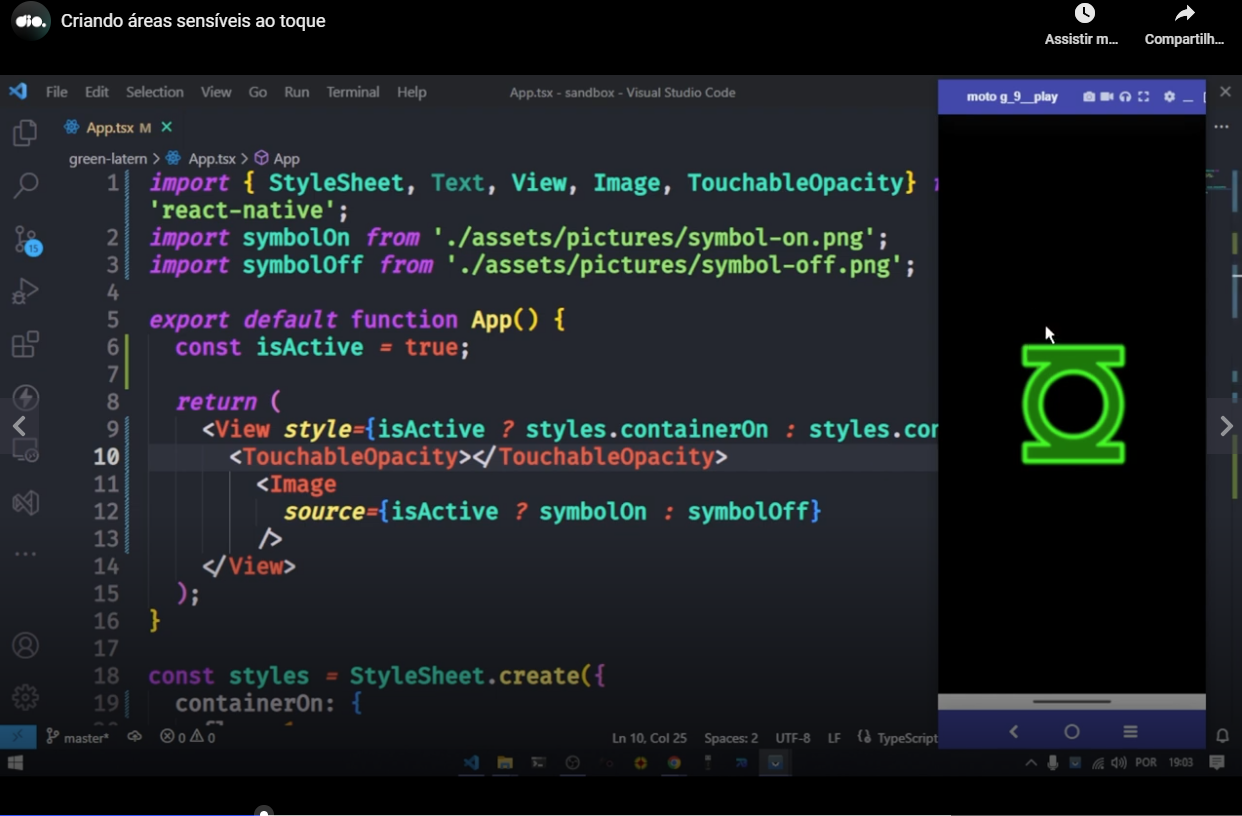 dio. Criando áreas sensíveis ao toque
Assistir m... Compartilh...
File Edit Selection View Go Run Terminal Help App.tsx - sandbox - Visual Studio Code
moto g_9__play
App.tsx M
green-latern > App.tsx > App
1 import { StyleSheet, Text, View, Image, TouchableOpacity}
'react-native';
2 import symbolOn from './assets/pictures/symbol-on.png';
3 import symbolOff from './assets/pictures/symbol-off.png';
4
5 export default function App() {
6 const isActive = true;
7
8 return (
9 <View style={isActive ? styles.containerOn : styles.con
10 <TouchableOpacity></TouchableOpacity>
11 <Image
12 source={isActive ? symbolOn : symbolOff}
13 />
14 </View>
15 );
16 }
17
18 const styles = StyleSheet.create({
19 containerOn: {
15
master* 0 0 Ln 10, Col 25 Spaces: 2 UTF-8 LF TypeScript
POR 19:03